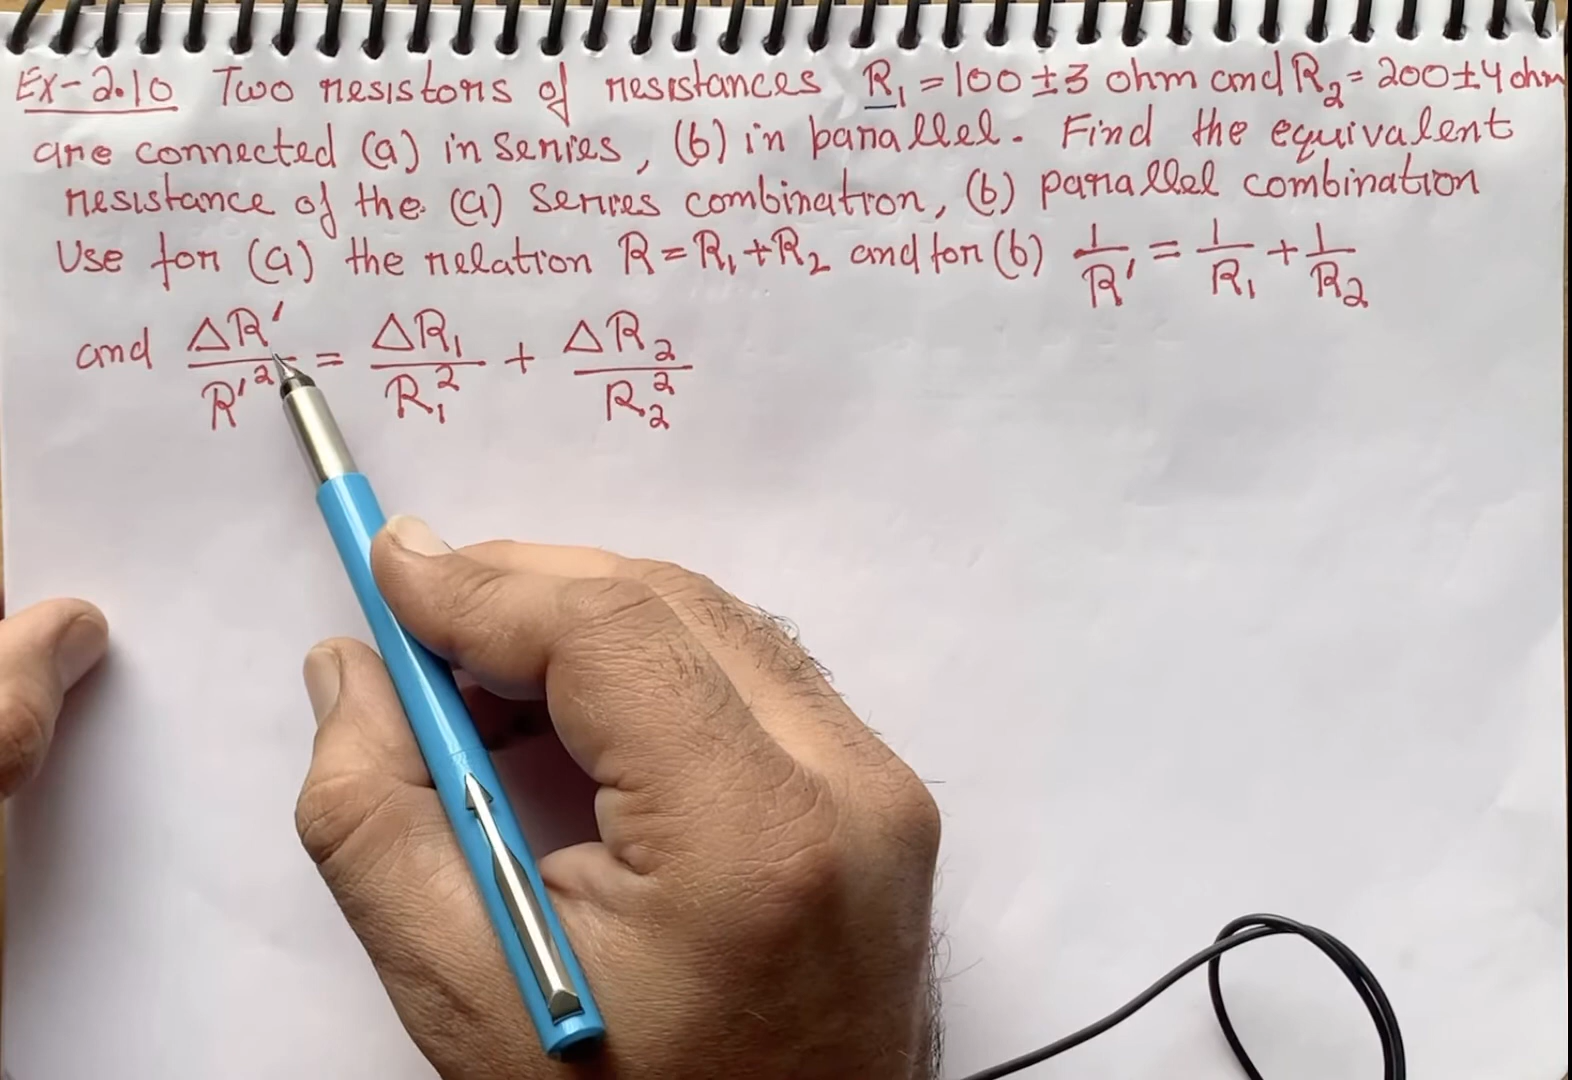 Ex-2.10 Two resistors of resistances R₁ = 100 ± 3 ohm and R₂ = 200 ± 4 ohm
are connected (a) in series, (b) in parallel. Find the equivalent
resistance of the (a) series combination, (b) parallel combination
Use for (a) the relation R = R₁ + R₂ and for (b) 1/R' = 1/R₁ + 1/R₂
and ΔR'/R'² = ΔR₁/R₁² + ΔR₂/R₂²